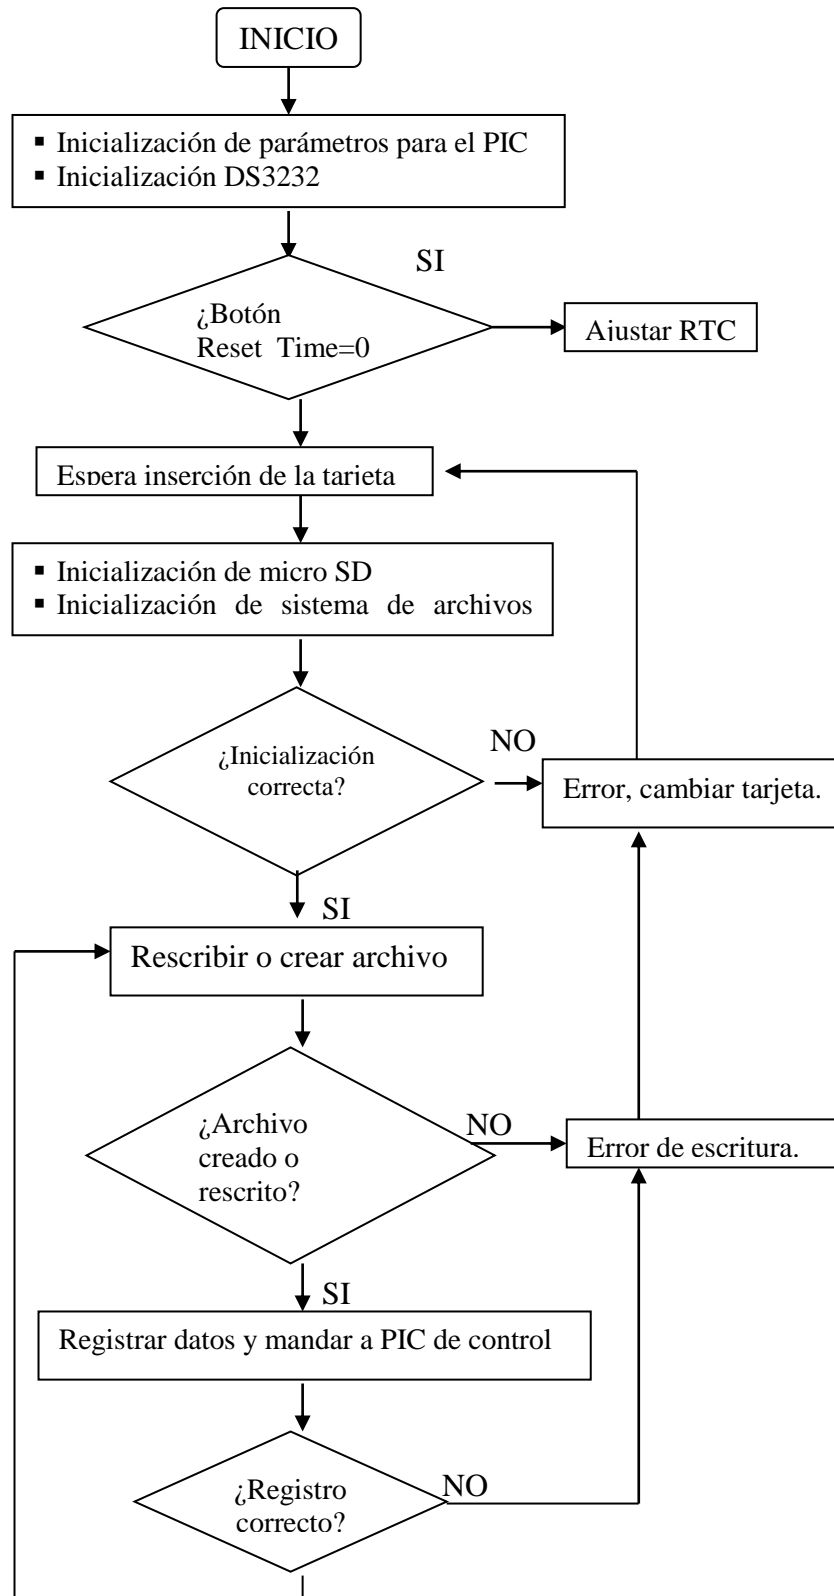 INICIO
▪ Inicialización de parámetros para el PIC
▪ Inicialización DS3232
SI
¿Botón
Reset_Time=0
Ajustar RTC
Espera inserción de la tarjeta
▪ Inicialización de micro SD
▪ Inicialización de sistema de archivos
¿Inicialización
correcta?
NO
Error, cambiar tarjeta.
SI
Rescribir o crear archivo
¿Archivo
creado o
rescrito?
NO
Error de escritura.
SI
Registrar datos y mandar a PIC de control
¿Registro
correcto?
NO